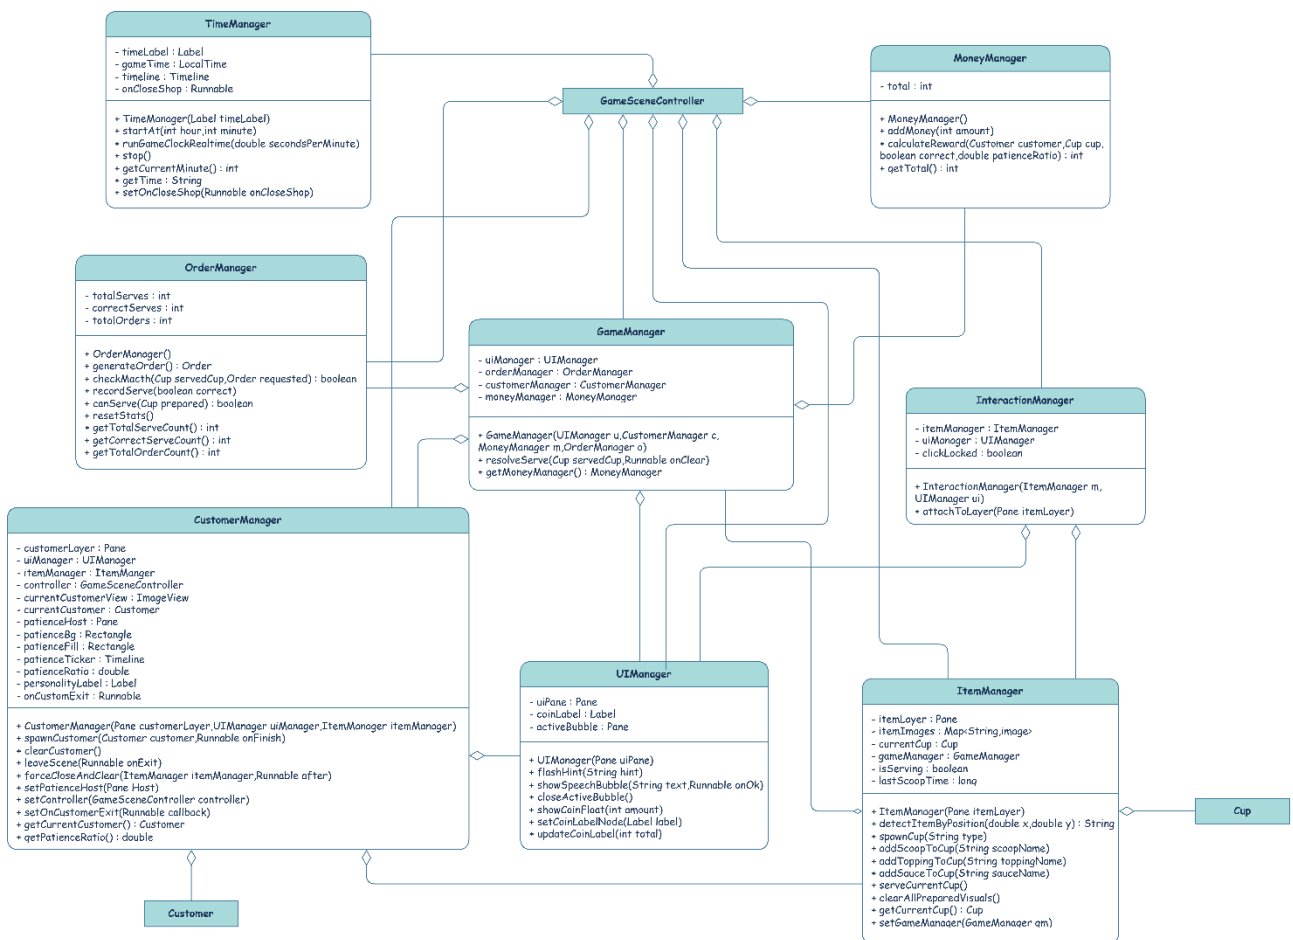 TimeManager
- timeLabel : Label
- gameTime : LocalTime
- timeline : Timeline
- onCloseShop : Runnable
+ TimeManager(Label timeLabel)
+ startAt(int hour,int minute)
+ runGameClockRealtime(double secondsPerMinute)
+ stop()
+ getCurrentMinute() : int
+ getTime : String
+ setOnCloseShop(Runnable onCloseShop)
GameSceneController
MoneyManager
- total : int
+ MoneyManager()
+ addMoney(int amount)
+ calculateReward(Customer customer,Cup cup,
boolean correct,double patienceRatio) : int
+ getTotal() : int
OrderManager
- totalServes : int
- correctServes : int
- totalOrders : int
+ OrderManager()
+ generateOrder() : Order
+ checkMacth(Cup servedCup,Order requested) : boolean
+ recordServe(boolean correct)
+ canServe(Cup prepared) : boolean
+ resetStats()
+ getTotalServeCount() : int
+ getCorrectServeCount() : int
+ getTotalOrderCount() : int
GameManager
- uiManager : UIManager
- orderManager : OrderManager
- customerManager : CustomerManager
- moneyManager : MoneyManager
+ GameManager(UIManager u,CustomerManager c,
MoneyManager m,OrderManager o)
+ resolveServe(Cup servedCup,Runnable onClear)
+ getMoneyManager() : MoneyManager
InteractionManager
- itemManager : ItemManager
- uiManager : UIManager
- clickLocked : boolean
+ InteractionManager(ItemManager m,
UIManager ui)
+ attachToLayer(Pane itemLayer)
CustomerManager
- customerLayer : Pane
- uiManager : UIManager
- itemManager : ItemManger
- controller : GameSceneController
- currentCustomerView : ImageView
- currentCustomer : Customer
- patienceHost : Pane
- patienceBg : Rectangle
- patienceFill : Rectangle
- patienceTicker : Timeline
- patienceRatio : double
- personolityLabel : Label
- onCustomExit : Runnable
+ CustomerManager(Pane customerLayer,UIManager uiManager,ItemManager itemManager)
+ spawnCustomer(Customer customer,Runnable onFinish)
+ clearCustomer()
+ leaveScene(Runnable onExit)
+ forceCloseAndClear(ItemManager itemManager,Runnable after)
+ setPatienceHost(Pane Host)
+ setController(GameSceneController controller)
+ setOnCustomerExit(Runnable callback)
+ getCurrentCustomer() : Customer
+ getPatienceRatio() : double
UIManager
- uiPane : Pane
- coinLabel : Label
- activeBubble : Pane
+ UIManager(Pane uiPane)
+ flashHint(String hint)
+ showSpeechBubble(String text,Runnable onOk)
+ closeActiveBubble()
+ showCoinFloat(int amount)
+ setCoinLabelNode(Label label)
+ updateCoinLabel(int total)
ItemManager
- itemLayer : Pane
- itemImages : Map<String,image>
- currentCup : Cup
- gameManager : GameManager
- isServing : boolean
- lastScoopTime : long
+ ItemManager(Pane itemLayer)
+ detectItemByPosition(double x,double y) : String
+ spawnCup(String type)
+ addScoopToCup(String scoopName)
+ addToppingToCup(String toppingName)
+ addSauceToCup(String sauceName)
+ serveCurrentCup()
+ clearAllPreparedVisuals()
+ getCurrentCup() : Cup
+ setGameManager(GameManager gm)
Cup
Customer